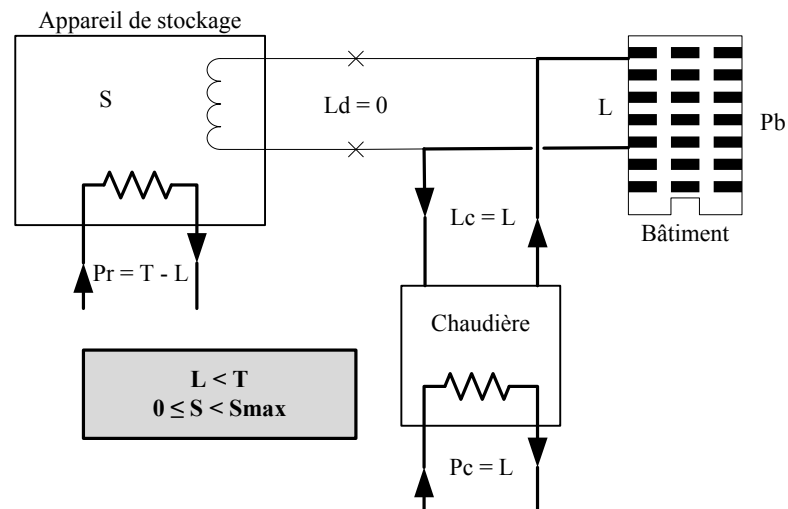 Appareil de stockage
S
Ld = 0
L
Pb
Bâtiment
Lc = L
Pr = T - L
Chaudière
L < T
0 ≤ S < Smax
Pc = L